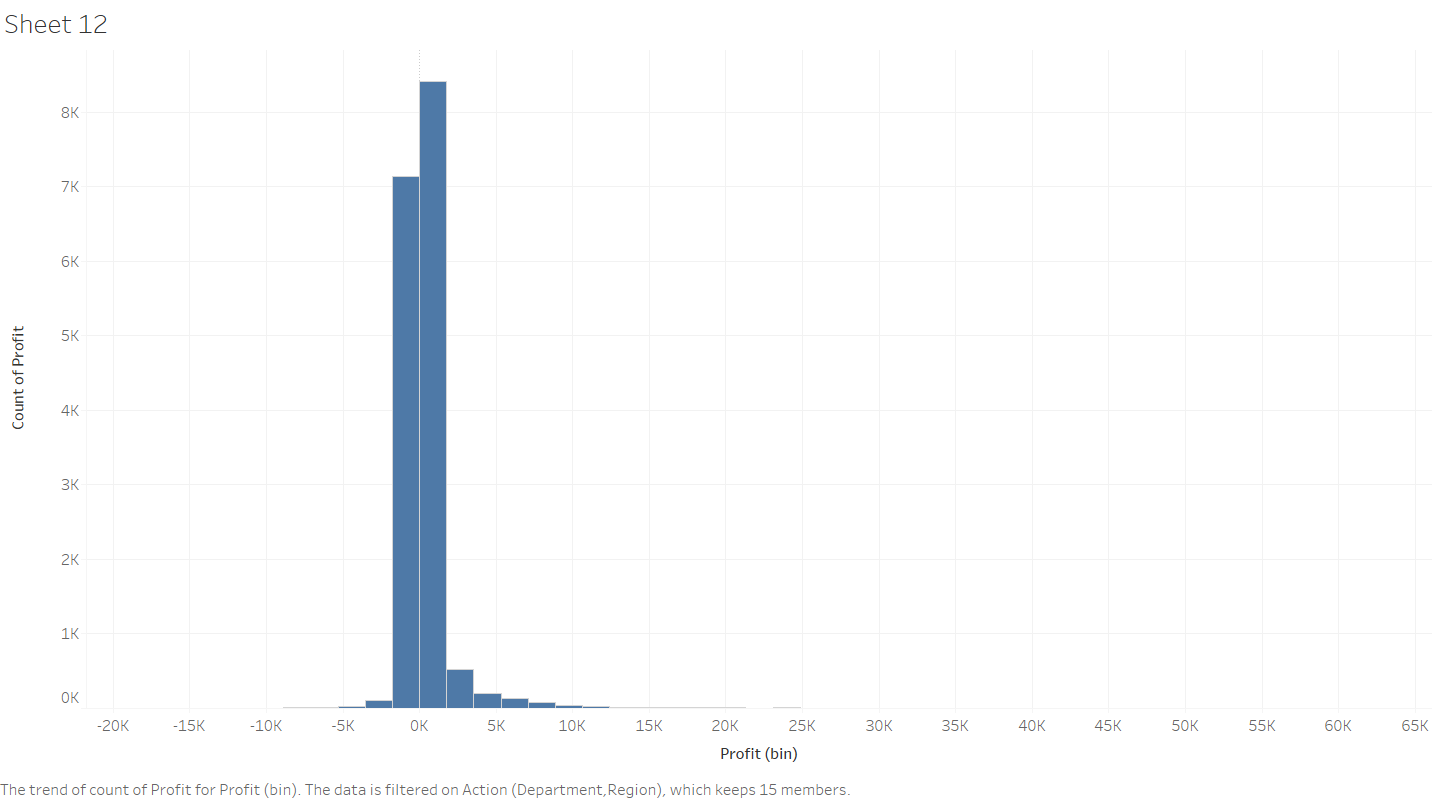 Sheet 12
8K
7K
6K
5K
4K
3K
2K
1K
0K
Count of Profit
-20K -15K -10K -5K 0K 5K 10K 15K 20K 25K 30K 35K 40K 45K 50K 55K 60K 65K
Profit (bin)
The trend of count of Profit for Profit (bin). The data is filtered on Action (Department,Region), which keeps 15 members.